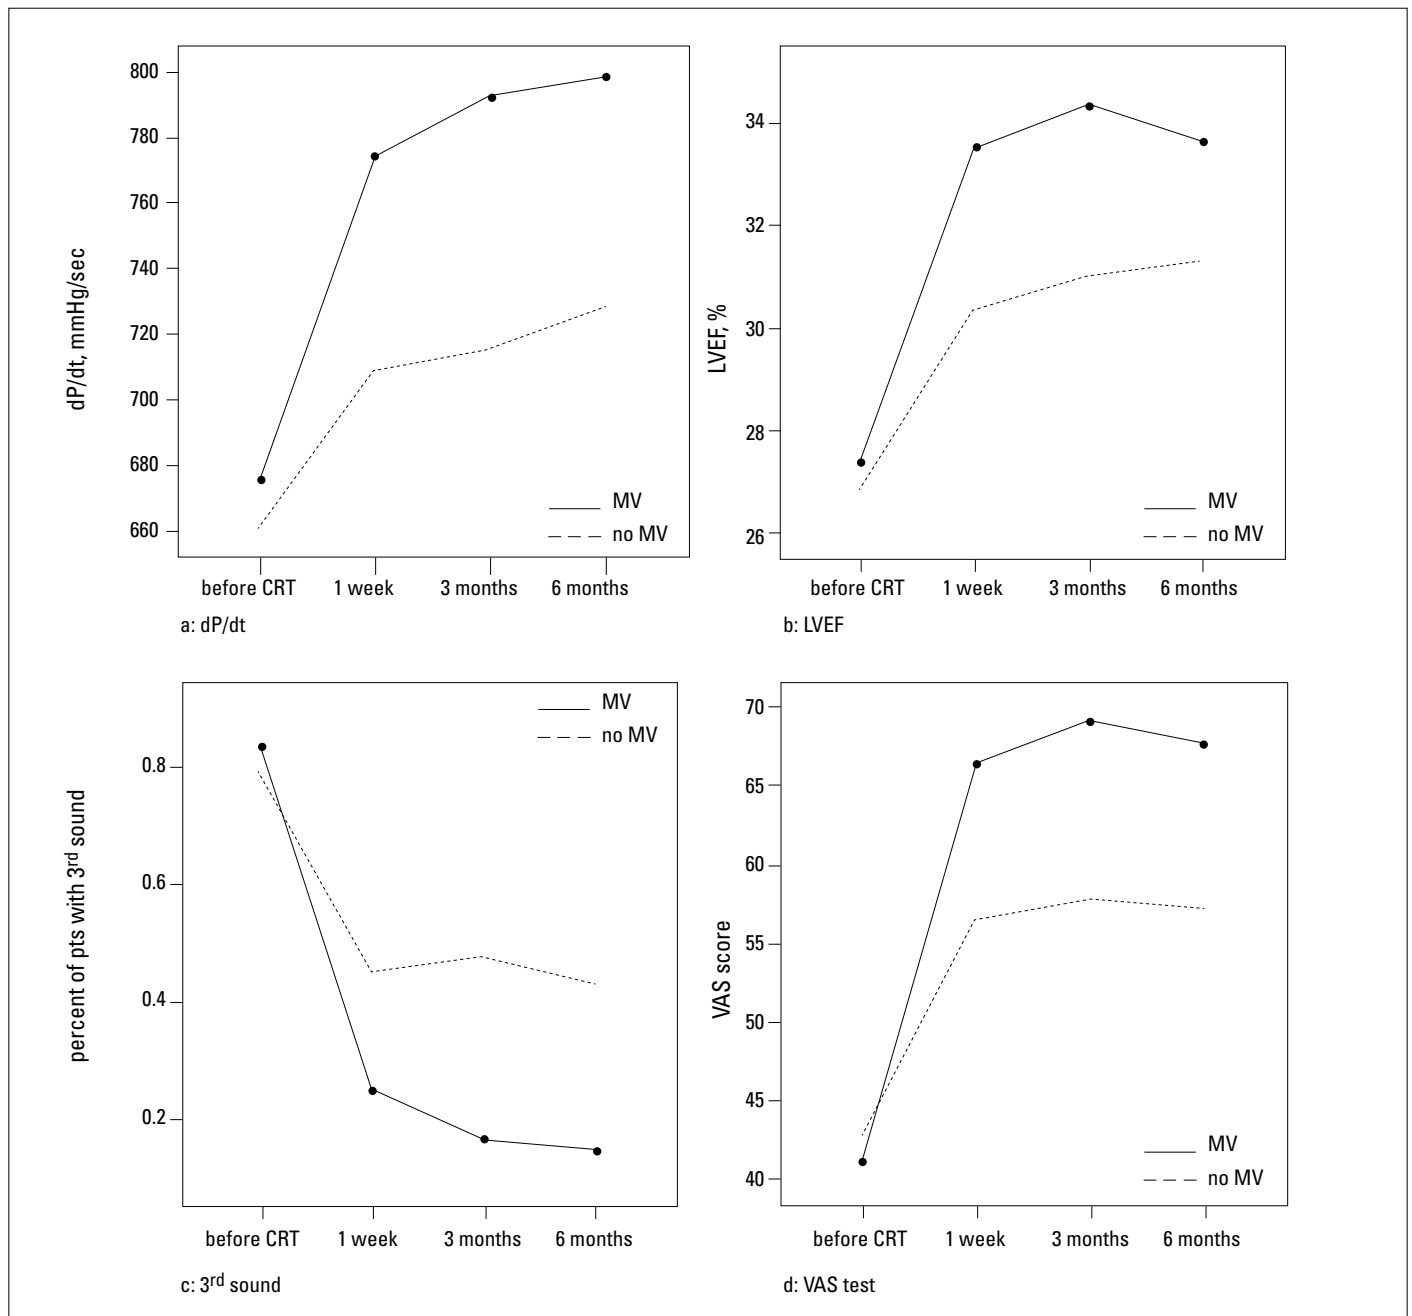 800
780
760
740
720
700
680
660
dP/dt, mmHg/sec
MV
no MV
before CRT 1 week 3 months 6 months
a: dP/dt
34
32
30
28
26
LVEF, %
MV
no MV
before CRT 1 week 3 months 6 months
b: LVEF
MV
no MV
0.8
0.6
0.4
0.2
percent of pts with 3rd sound
before CRT 1 week 3 months 6 months
c: 3rd sound
70
65
60
55
50
45
40
VAS score
MV
no MV
before CRT 1 week 3 months 6 months
d: VAS test